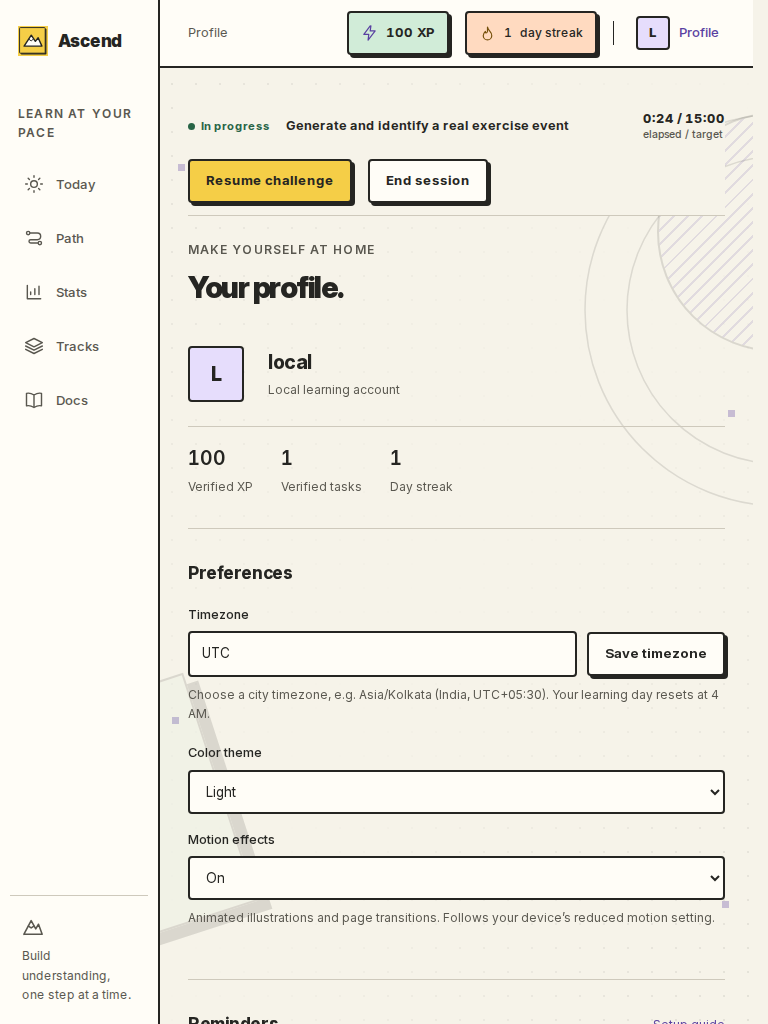 Ascend
LEARN AT YOUR
PACE
Today
Path
Stats
Tracks
Docs
Build
understanding,
one step at a time.
Profile
100 XP
1 day streak
L
Profile
In progress
Generate and identify a real exercise event
0:24 / 15:00
elapsed / target
Resume challenge
End session
MAKE YOURSELF AT HOME
Your profile.
L
local
Local learning account
100
Verified XP
1
Verified tasks
1
Day streak
Preferences
Timezone
UTC
Save timezone
Choose a city timezone, e.g. Asia/Kolkata (India, UTC+05:30). Your learning day resets at 4
AM.
Color theme
Light
Motion effects
On
Animated illustrations and page transitions. Follows your device’s reduced motion setting.
Reminders
Setup guide